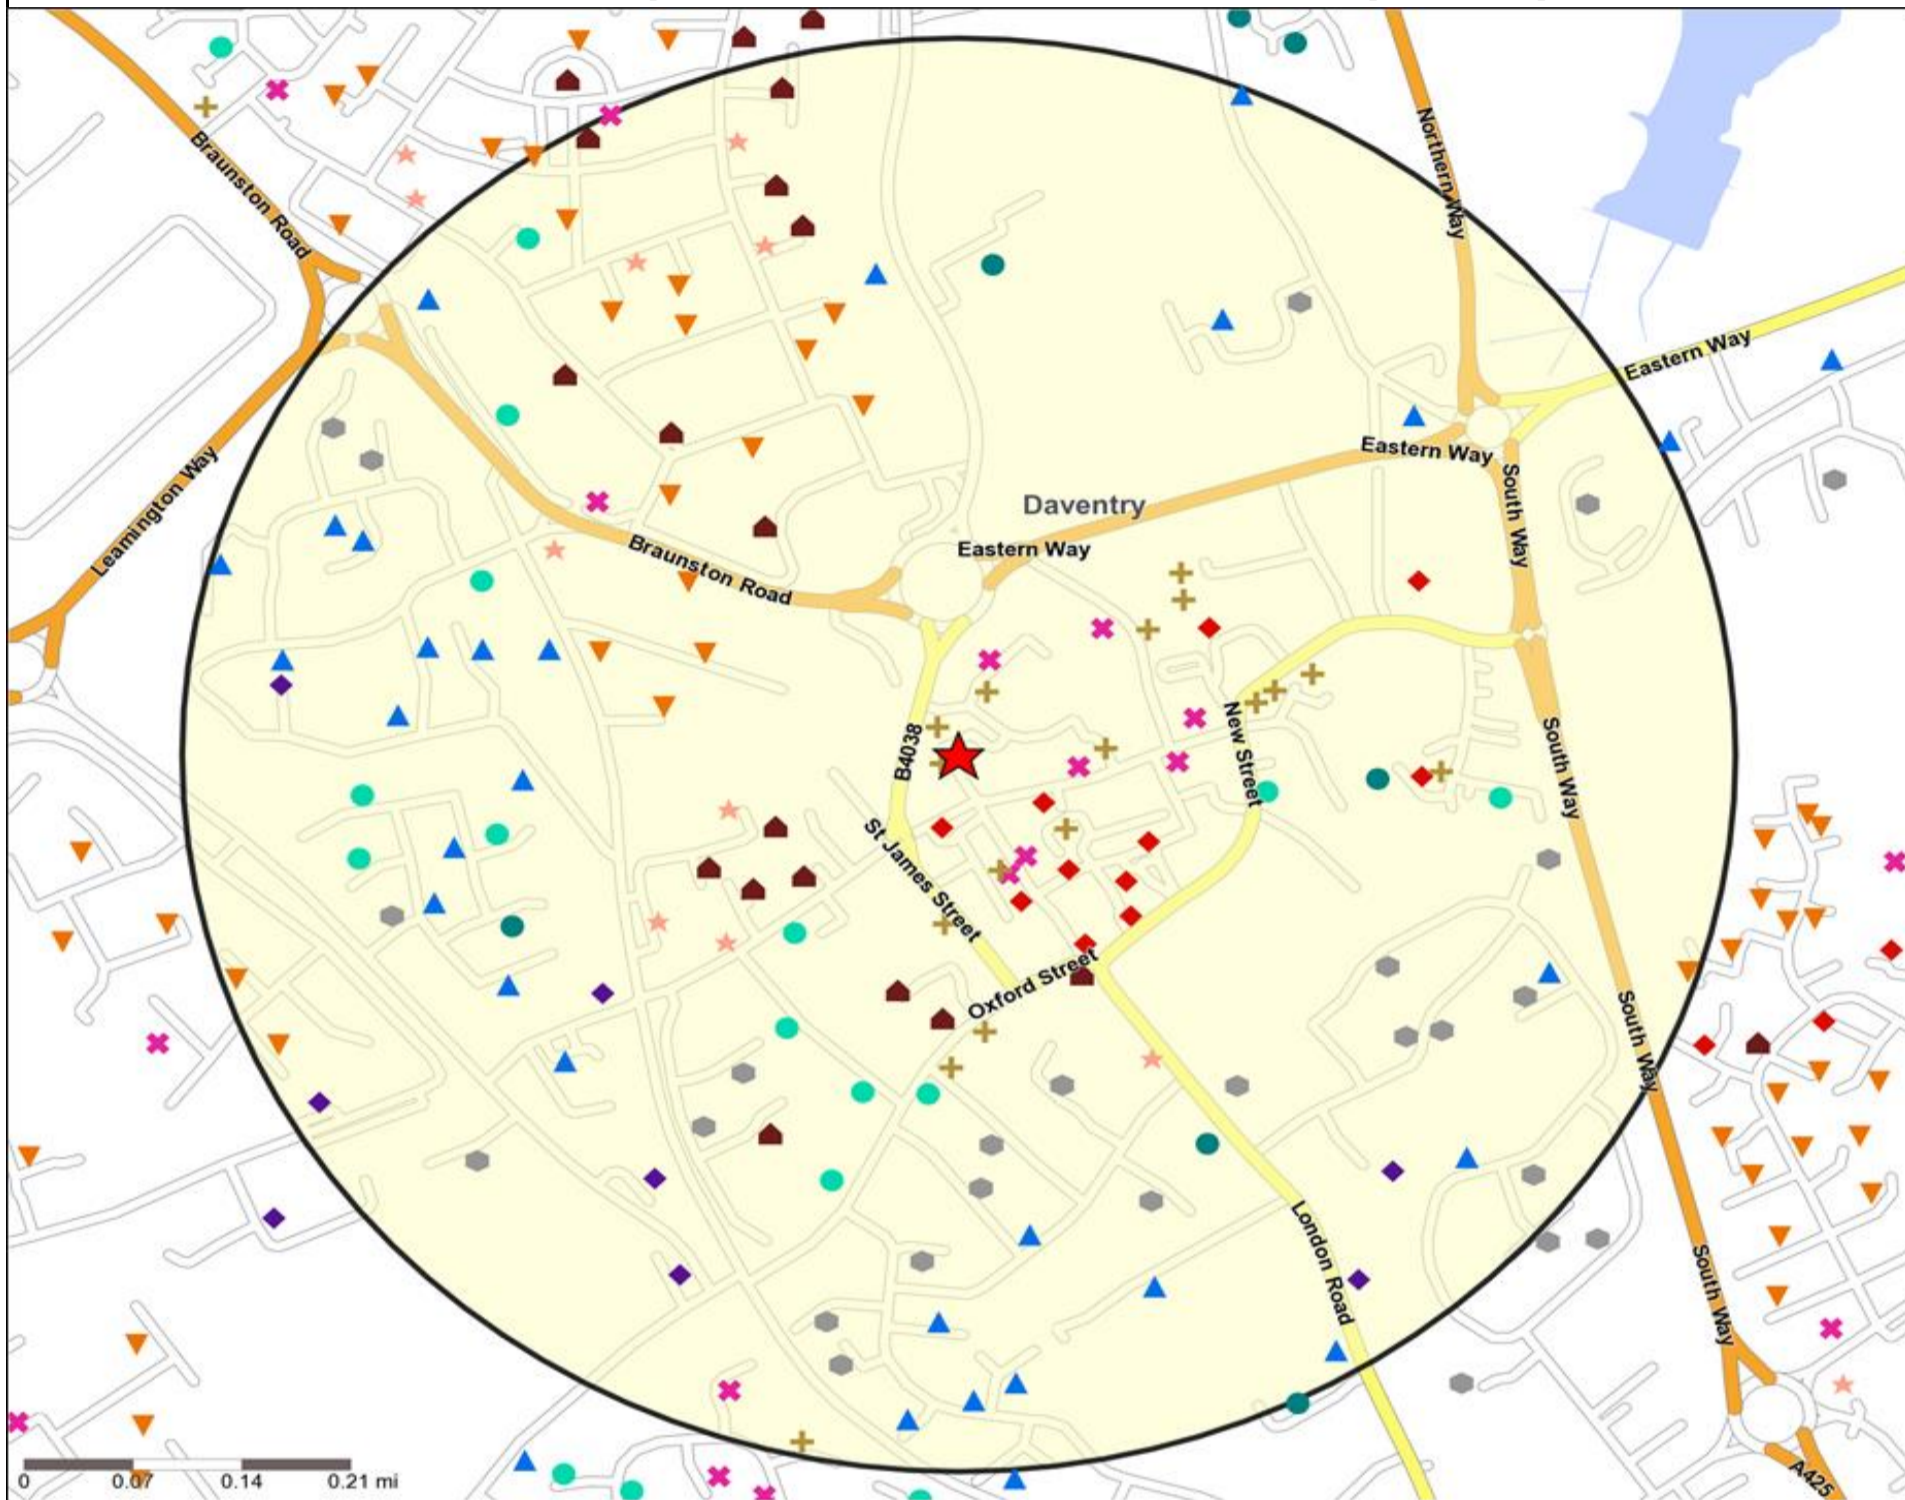 Braunston Road
Northern Way
Eastern Way
Leamington Way
Eastern Way
Daventry
South Way
Eastern Way
Braunston Road
B4038
New Street
South Way
St James Street
Oxford Street
South Way
London Road
South Way
A425
0 0.07 0.14 0.21 mi